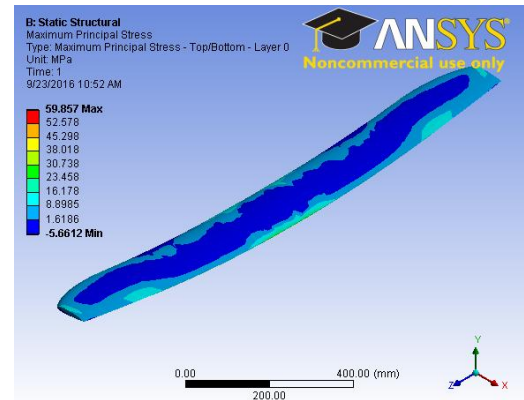 B: Static Structural
Maximum Principal Stress
Type: Maximum Principal Stress - Top/Bottom - Layer 0
Unit: MPa
Time: 1
9/23/2016 10:52 AM
ANSYS
Noncommercial use only
59.857 Max
52.578
45.298
38.018
30.738
23.458
16.178
8.8985
1.6186
-5.6612 Min
0.00
400.00 (mm)
200.00
Y
Z
X